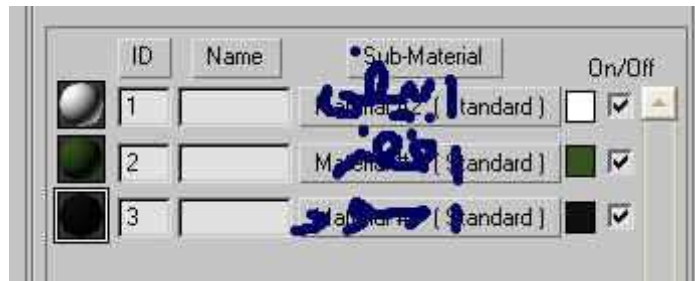 ID Name Sub-Material On/Off
1 ( Standard ) ابيض
2 ( Standard ) اخضر
3 ( Standard ) اسود